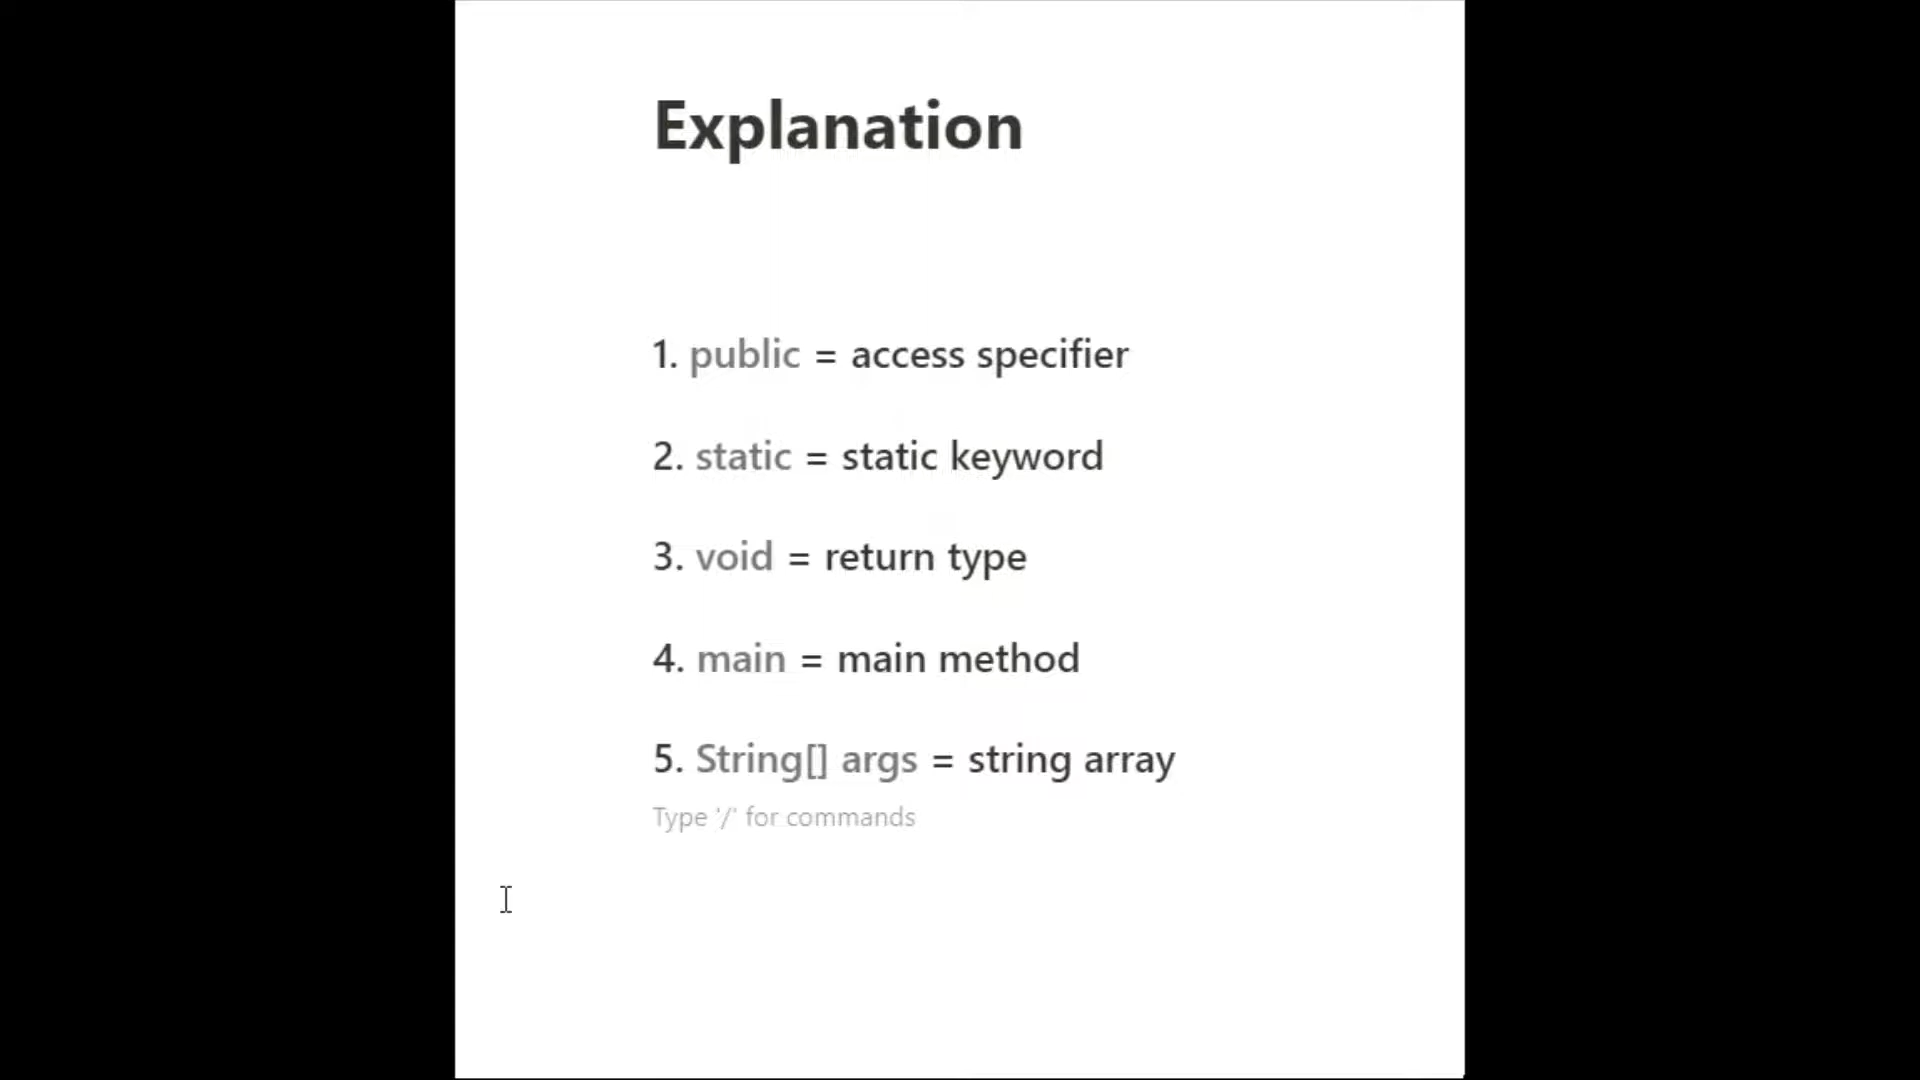 Explanation
1. public = access specifier
2. static = static keyword
3. void = return type
4. main = main method
5. String[] args = string array
Type '/' for commands